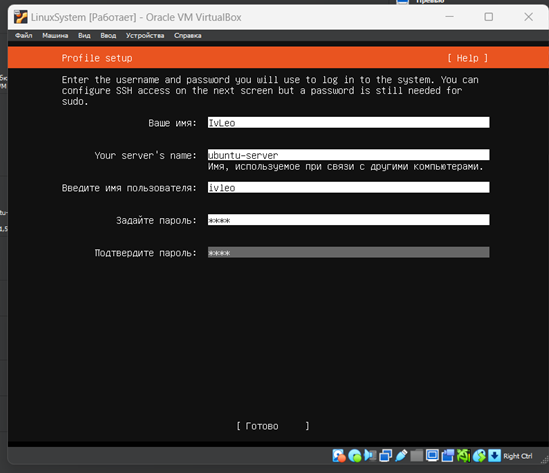 Превью
LinuxSystem [Работает] - Oracle VM VirtualBox
Файл Машина Вид Ввод Устройства Справка
Profile setup [ Help ]
Enter the username and password you will use to log in to the system. You can
configure SSH access on the next screen but a password is still needed for
sudo.
Ваше имя: IvLeo
Your server's name: ubuntu-server
Имя, используемое при связи с другими компьютерами.
Введите имя пользователя: ivleo
Задайте пароль: ****
Подтвердите пароль: ****
[ Готово ]
Right Ctrl